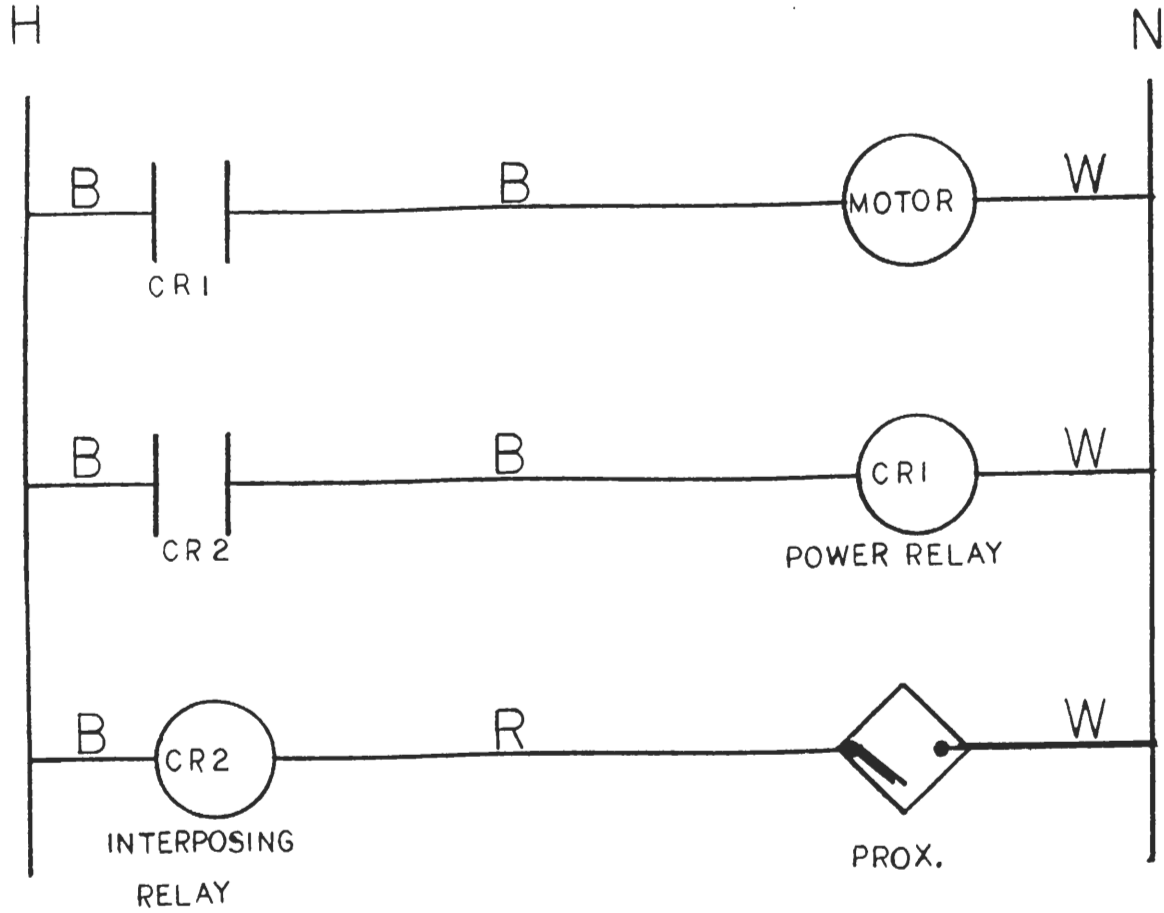 H N
B B MOTOR W
CR1
B B CR1 W
CR2 POWER RELAY
B CR2 R W
INTERPOSING
RELAY
PROX.